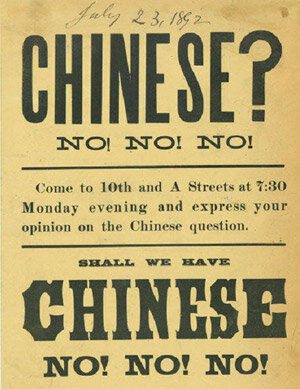 July 23, 1892
CHINESE?
NO! NO! NO!
Come to 10th and A Streets at 7:30
Monday evening and express your
opinion on the Chinese question.
SHALL WE HAVE
CHINESE
NO! NO! NO!